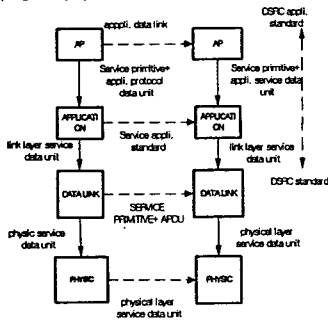 appli. data link
DSRC appli.
standard
AP
AP
Service primitive+
appli, protocol
data unit
Service primitive+
appli, service data
unit
APPLICATI
ON
APPLICATI
ON
Service appli.
standard
link layer service
data unit
link layer service
data unit
DATA LINK
DATA LINK
DSRC standard
SERVICE
PRIMITIVE+ APDU
physic service
data unit
physical layer
service data unit
PHYSIC
PHYSIC
physical layer
service data unit